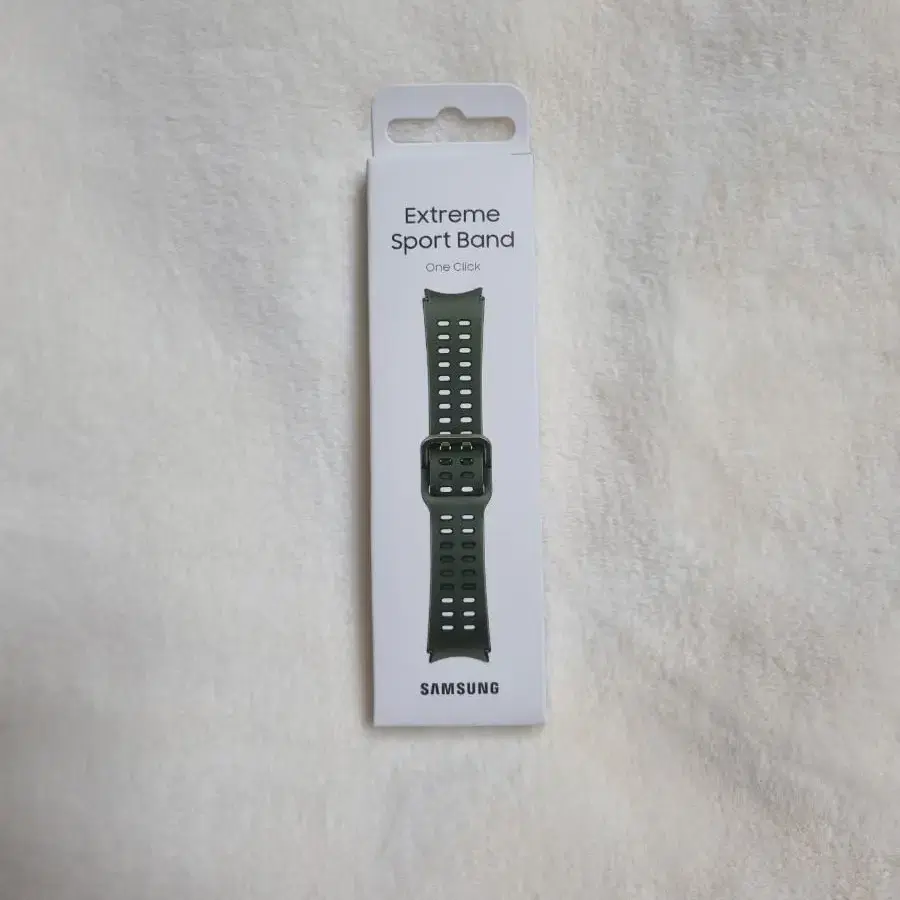 Extreme
Sport Band
One Click
SAMSUNG